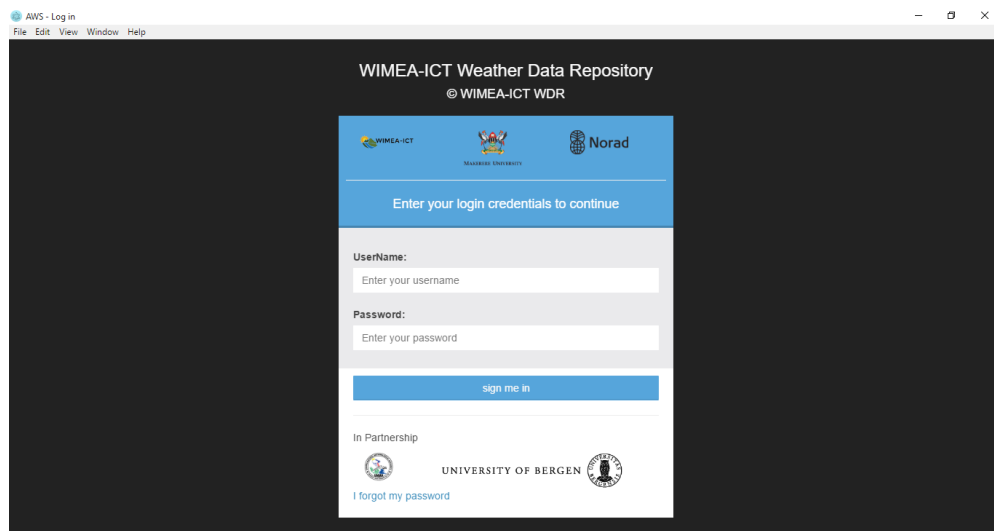 AWS - Log in
File Edit View Window Help
WIMEA-ICT Weather Data Repository
© WIMEA-ICT WDR
WIMEA-ICT
MAKERERE UNIVERSITY
Norad
Enter your login credentials to continue
UserName:
Enter your username
Password:
Enter your password
sign me in
In Partnership
UNIVERSITY OF BERGEN
I forgot my password